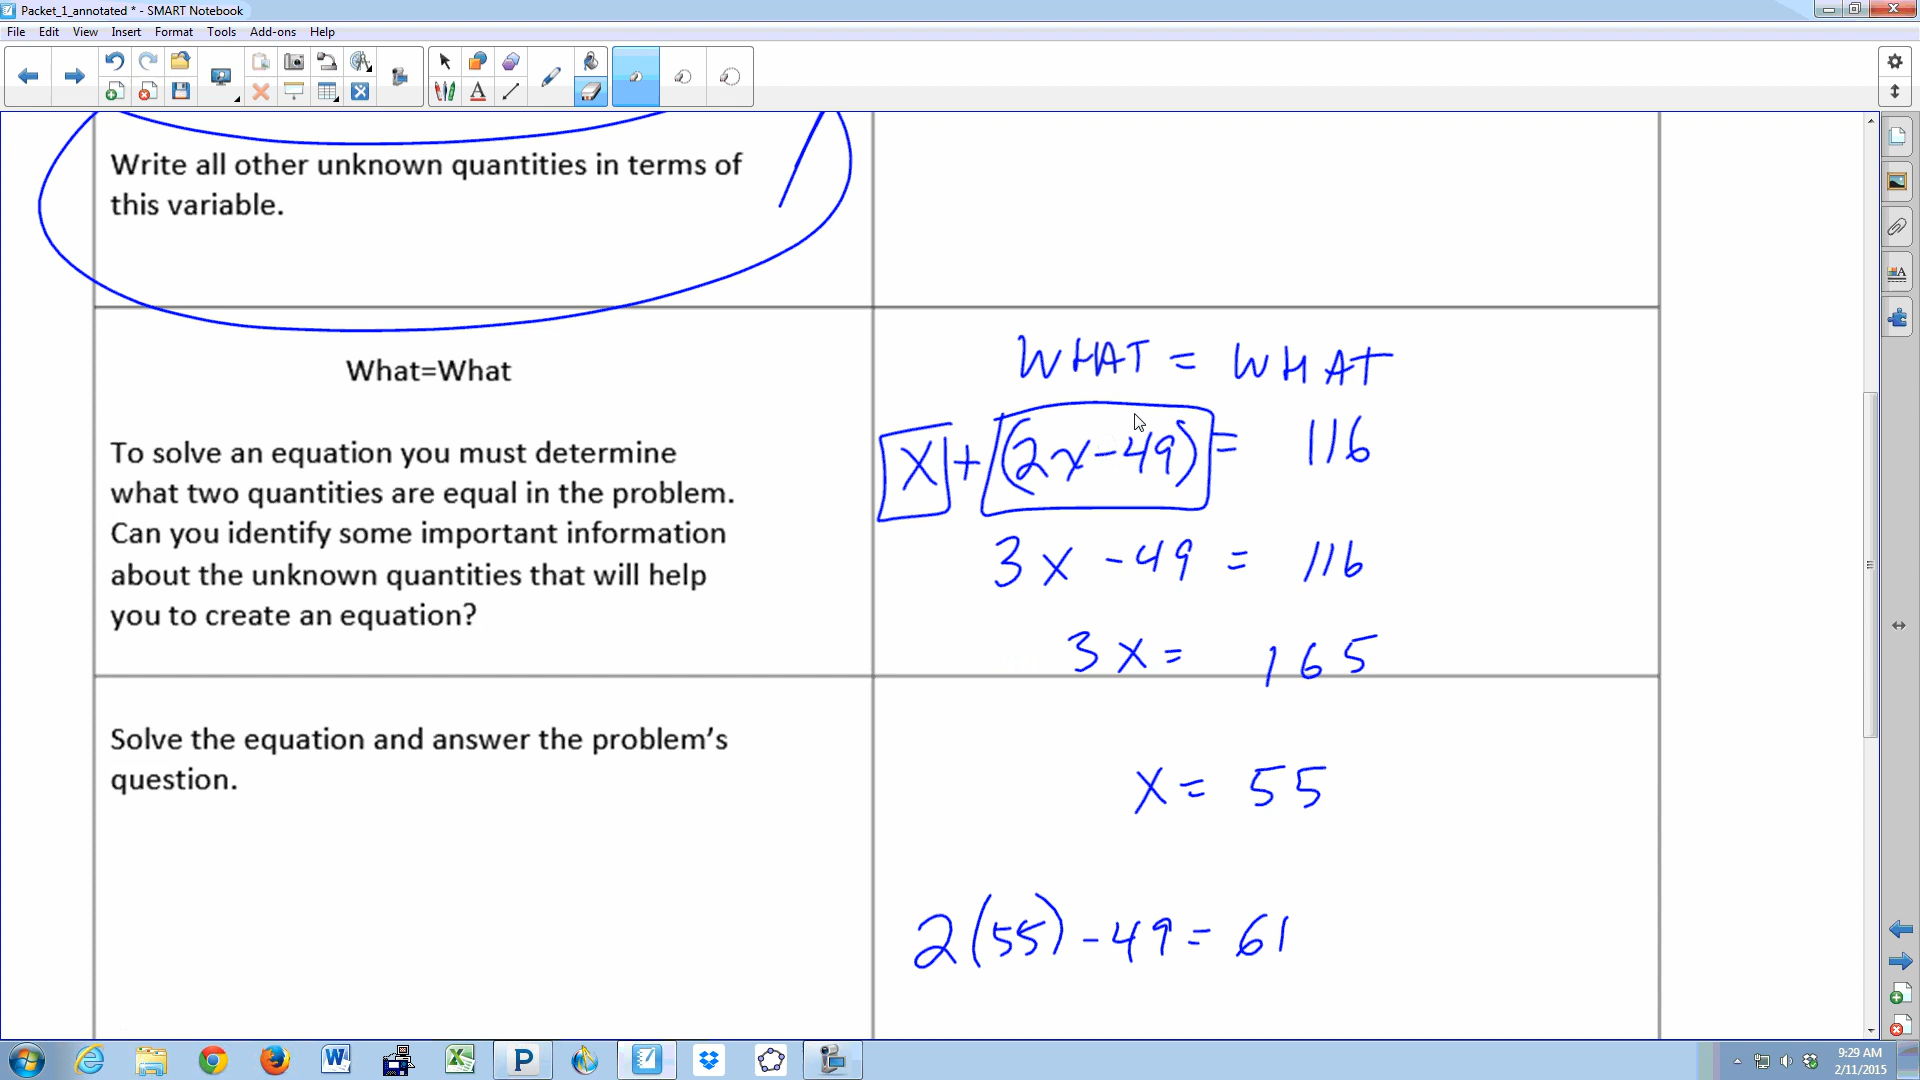 Packet_1_annotated * - SMART Notebook
File Edit View Insert Format Tools Add-ons Help
Write all other unknown quantities in terms of
this variable.
What=What
To solve an equation you must determine
what two quantities are equal in the problem.
Can you identify some important information
about the unknown quantities that will help
you to create an equation?
WHAT = WHAT
x + (2x-49) = 116
3x - 49 = 116
3x = 165
Solve the equation and answer the problem's
question.
x = 55
2(55) - 49 = 61
9:29 AM
2/11/2015